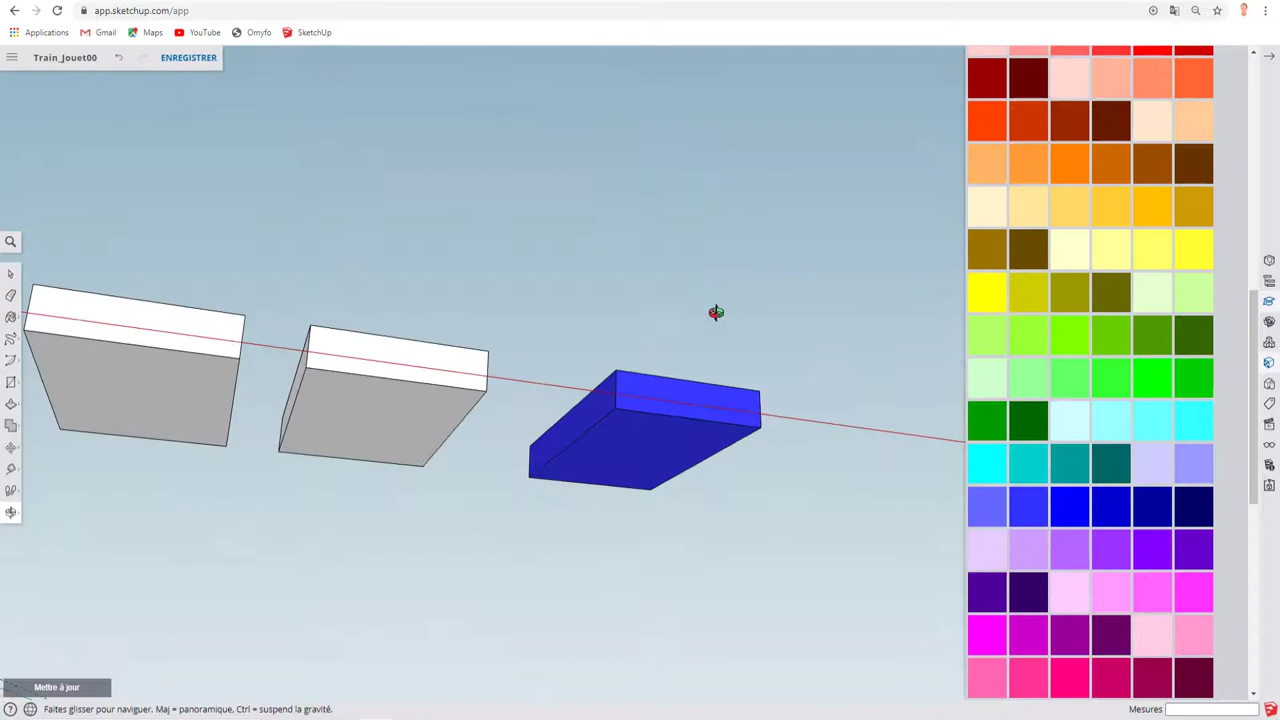 app.sketchup.com/app
Applications Gmail Maps YouTube Omyfo SketchUp
Train_Jouet00 ENREGISTRER
Mettre à jour
Faites glisser pour naviguer. Maj = panoramique, Ctrl = suspend la gravité.
Mesures